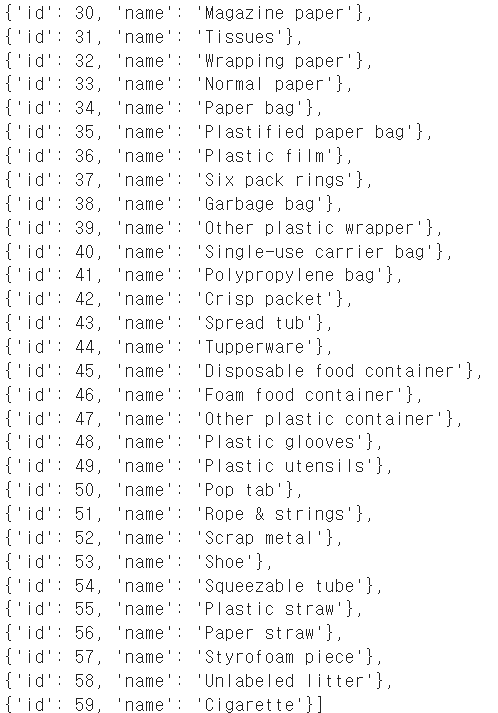 {'id': 30, 'name': 'Magazine paper'},
{'id': 31, 'name': 'Tissues'},
{'id': 32, 'name': 'Wrapping paper'},
{'id': 33, 'name': 'Normal paper'},
{'id': 34, 'name': 'Paper bag'},
{'id': 35, 'name': 'Plastified paper bag'},
{'id': 36, 'name': 'Plastic film'},
{'id': 37, 'name': 'Six pack rings'},
{'id': 38, 'name': 'Garbage bag'},
{'id': 39, 'name': 'Other plastic wrapper'},
{'id': 40, 'name': 'Single-use carrier bag'},
{'id': 41, 'name': 'Polypropylene bag'},
{'id': 42, 'name': 'Crisp packet'},
{'id': 43, 'name': 'Spread tub'},
{'id': 44, 'name': 'Tupperware'},
{'id': 45, 'name': 'Disposable food container'},
{'id': 46, 'name': 'Foam food container'},
{'id': 47, 'name': 'Other plastic container'},
{'id': 48, 'name': 'Plastic glooves'},
{'id': 49, 'name': 'Plastic utensils'},
{'id': 50, 'name': 'Pop tab'},
{'id': 51, 'name': 'Rope & strings'},
{'id': 52, 'name': 'Scrap metal'},
{'id': 53, 'name': 'Shoe'},
{'id': 54, 'name': 'Squeezable tube'},
{'id': 55, 'name': 'Plastic straw'},
{'id': 56, 'name': 'Paper straw'},
{'id': 57, 'name': 'Styrofoam piece'},
{'id': 58, 'name': 'Unlabeled litter'},
{'id': 59, 'name': 'Cigarette'}]